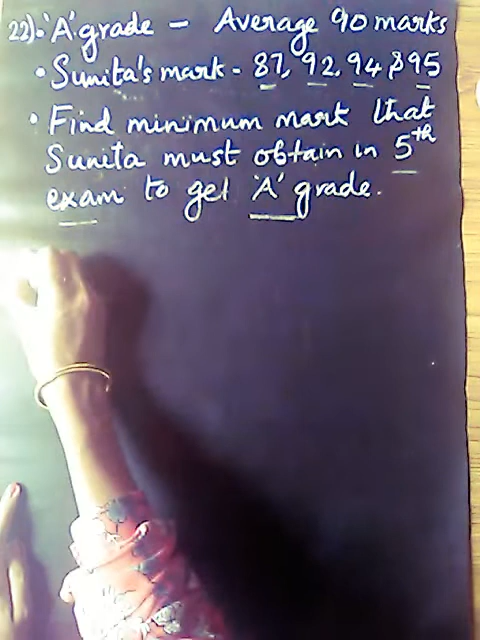 22). 'A' grade - Average 90 marks
• Sunita's mark - 87, 92, 94 & 95
• Find minimum mark that
Sunita must obtain in 5th
exam to get 'A' grade.